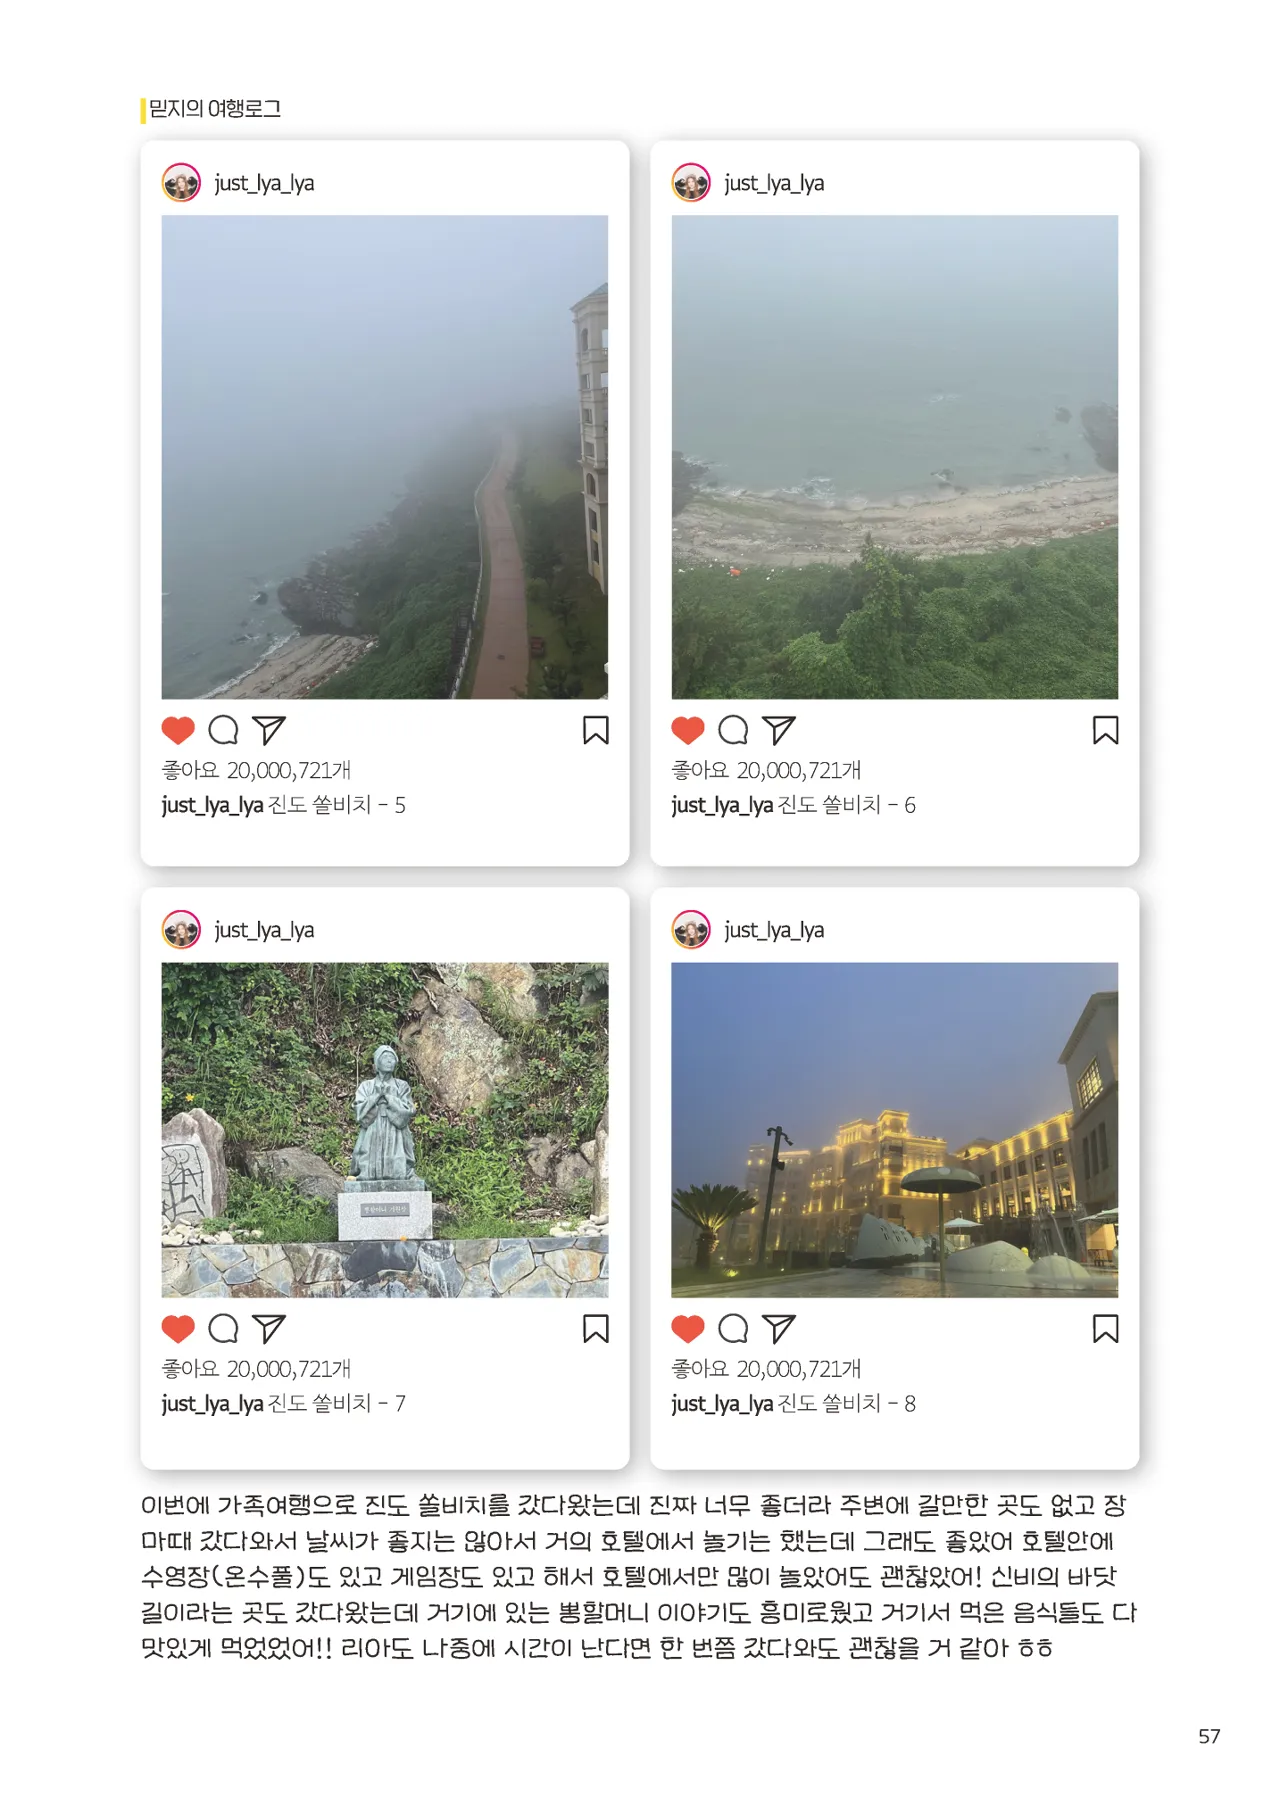 믿지의 여행로그
just_lya_lya
좋아요 20,000,721개
just_lya_lya 진도 쏠비치 - 5
just_lya_lya
좋아요 20,000,721개
just_lya_lya 진도 쏠비치 - 6
just_lya_lya
뽕할머니 기원상
좋아요 20,000,721개
just_lya_lya 진도 쏠비치 - 7
just_lya_lya
좋아요 20,000,721개
just_lya_lya 진도 쏠비치 - 8
이번에 가족여행으로 진도 쏠비치를 갔다왔는데 진짜 너무 좋더라 주변에 갈만한 곳도 없고 장
마때 갔다와서 날씨가 좋지는 않아서 거의 호텔에서 놀기는 했는데 그래도 좋았어 호텔안에
수영장(온수풀)도 있고 게임장도 있고 해서 호텔에서만 많이 놀았어도 괜찮았어! 신비의 바닷
길이라는 곳도 갔다왔는데 거기에 있는 뽕할머니 이야기도 흥미로웠고 거기서 먹은 음식들도 다
맛있게 먹었었어!! 리아도 나중에 시간이 난다면 한 번쯤 갔다와도 괜찮을 거 같아 ㅎㅎ
57